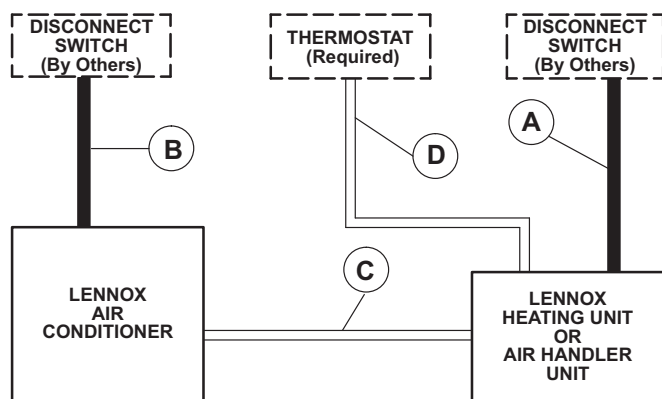 DISCONNECT
SWITCH
(By Others)
THERMOSTAT
(Required)
DISCONNECT
SWITCH
(By Others)
A
B
D
C
LENNOX
AIR
CONDITIONER
LENNOX
HEATING UNIT
OR
AIR HANDLER
UNIT